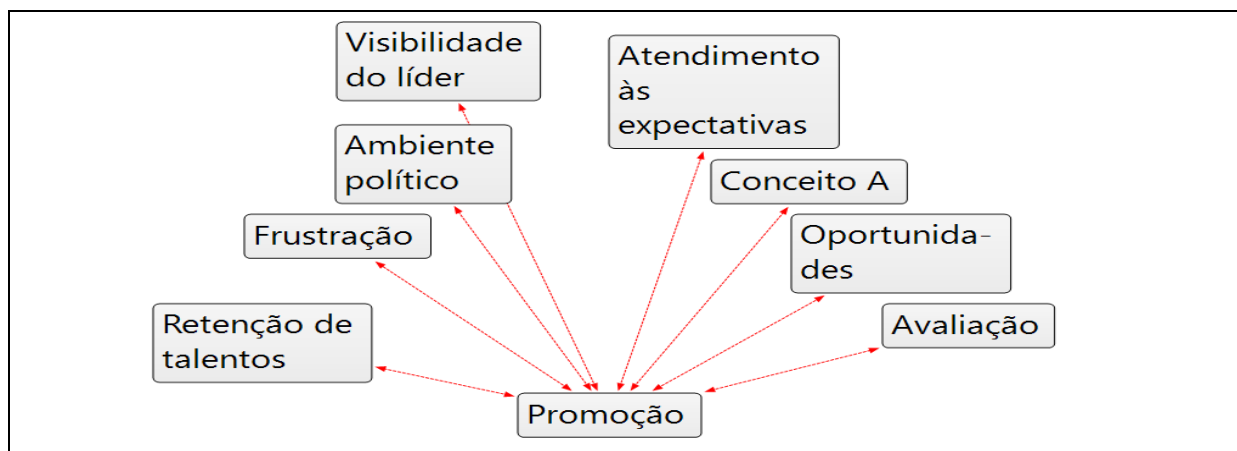 Visibilidade
do líder
Atendimento
às
expectativas
Ambiente
político
Conceito A
Frustração
Oportunida-
des
Retenção de
talentos
Avaliação
Promoção